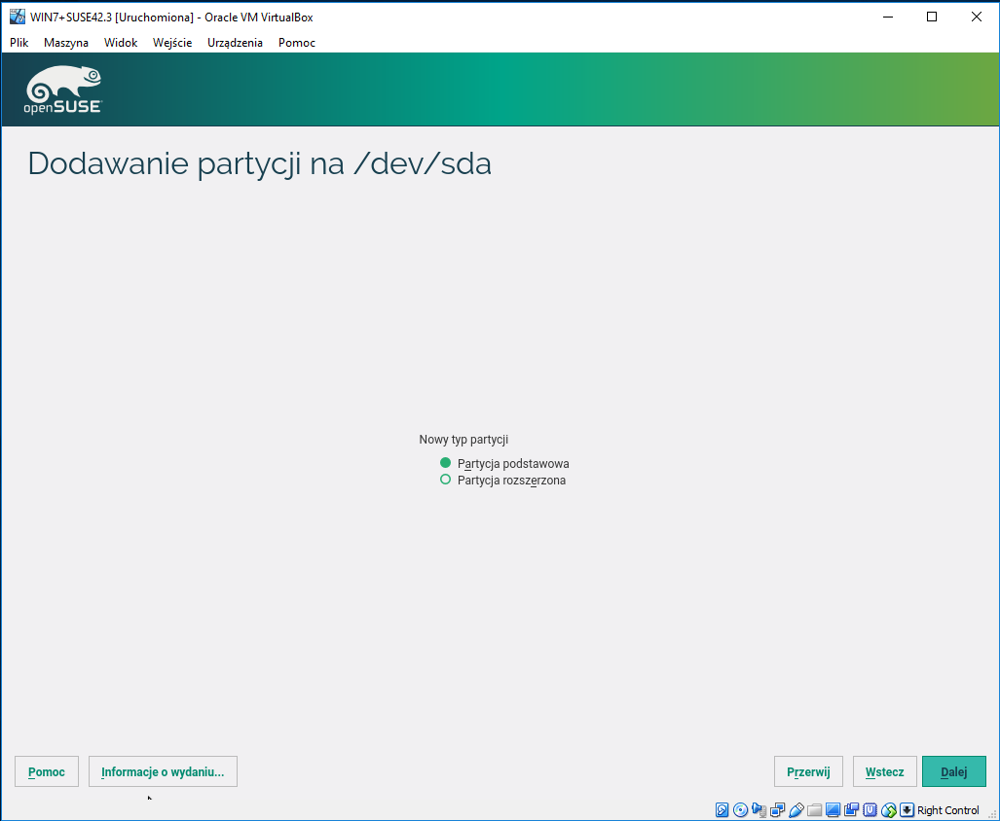 WIN7+SUSE42.3 [Uruchomiona] - Oracle VM VirtualBox
Plik Maszyna Widok Wejście Urządzenia Pomoc
openSUSE
Dodawanie partycji na /dev/sda
Nowy typ partycji
Partycja podstawowa
Partycja rozszerzona
Pomoc Informacje o wydaniu... Przerwij Wstecz Dalej
Right Control